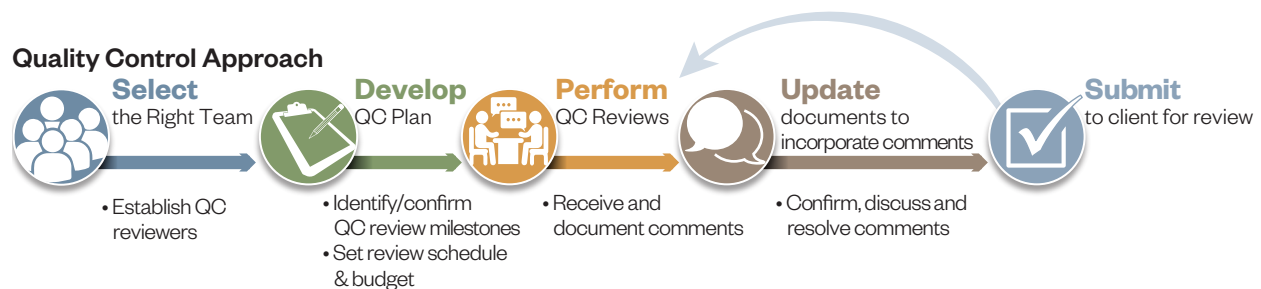 Quality Control Approach
Select
the Right Team
• Establish QC
reviewers
Develop
QC Plan
• Identify/confirm
QC review milestones
• Set review schedule
& budget
Perform
QC Reviews
• Receive and
document comments
Update
documents to
incorporate comments
• Confirm, discuss and
resolve comments
Submit
to client for review